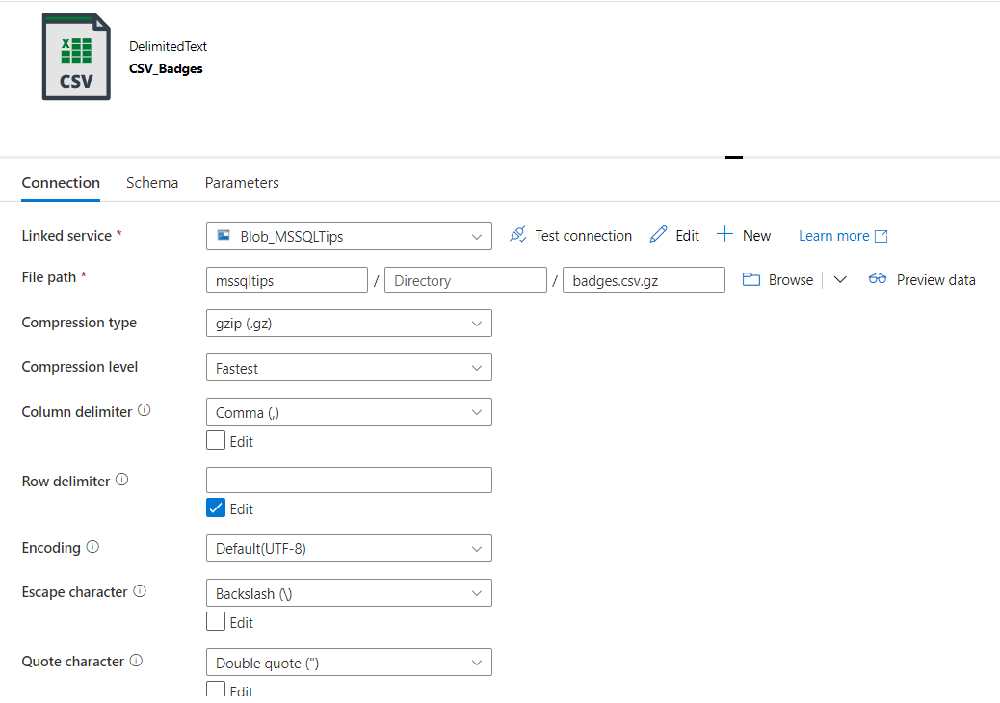 X
CSV
DelimitedText
CSV_Badges
Connection Schema Parameters
Linked service * Blob_MSSQLTips Test connection Edit New Learn more
File path * mssqltips / Directory / badges.csv.gz Browse Preview data
Compression type gzip (.gz)
Compression level Fastest
Column delimiter Comma (,)
Edit
Row delimiter
Edit
Encoding Default(UTF-8)
Escape character Backslash (\)
Edit
Quote character Double quote (")
Edit